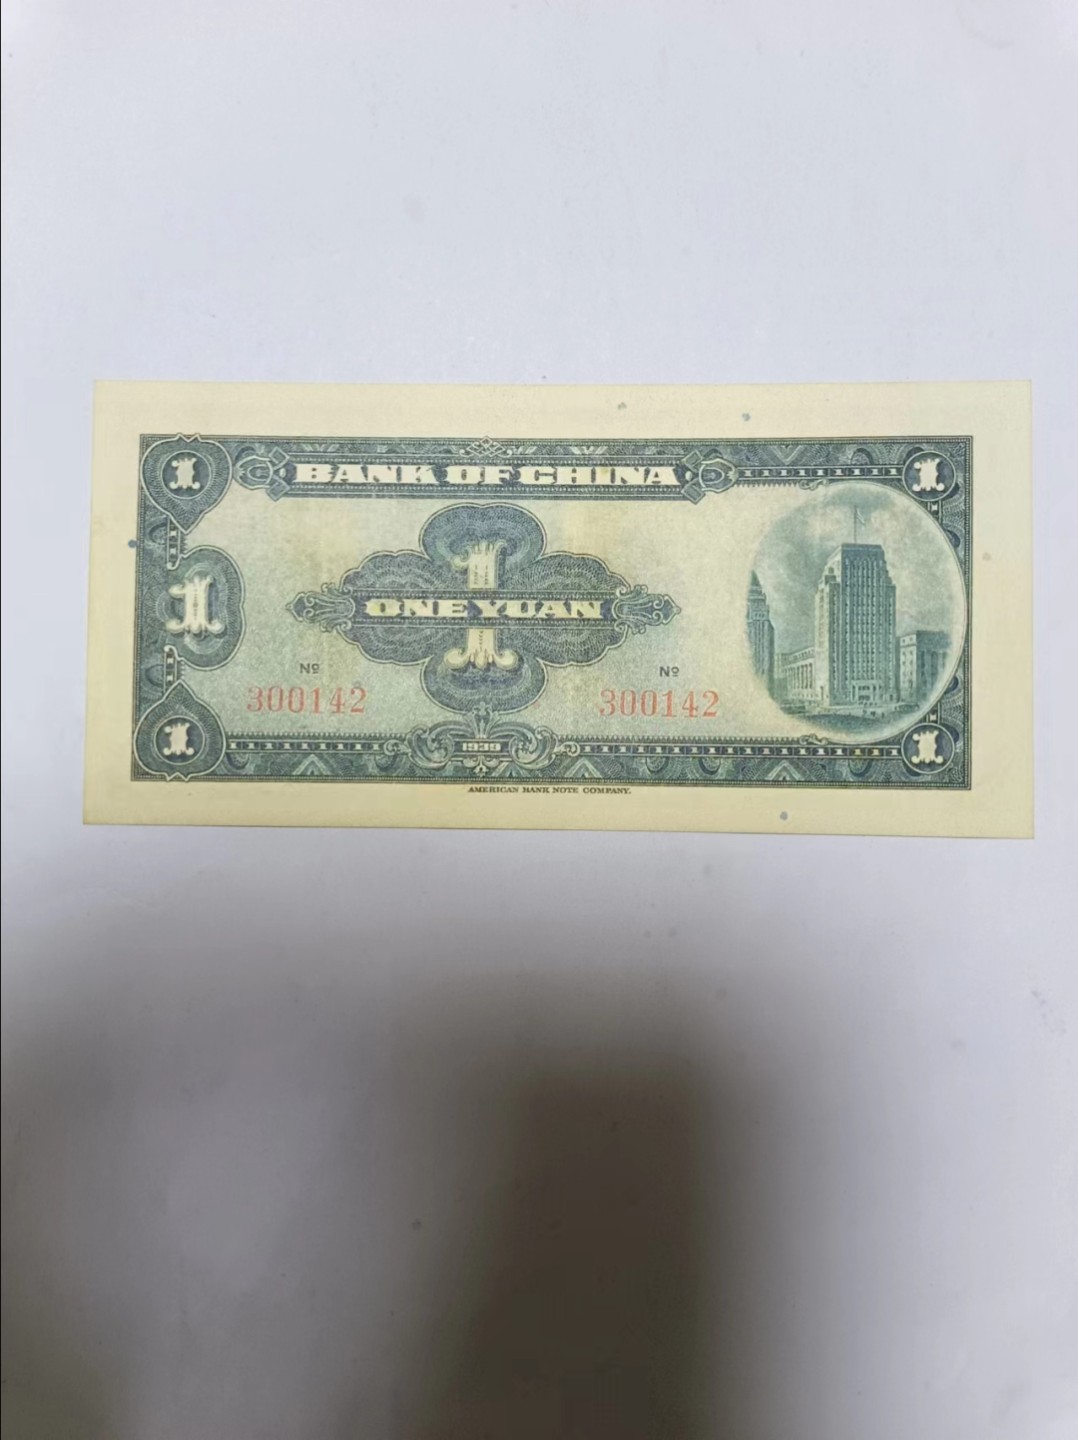 1 BANK OF CHINA 1
1 1
ONE YUAN
Nº Nº
300142 300142
1 1939 1
AMERICAN BANK NOTE COMPANY.